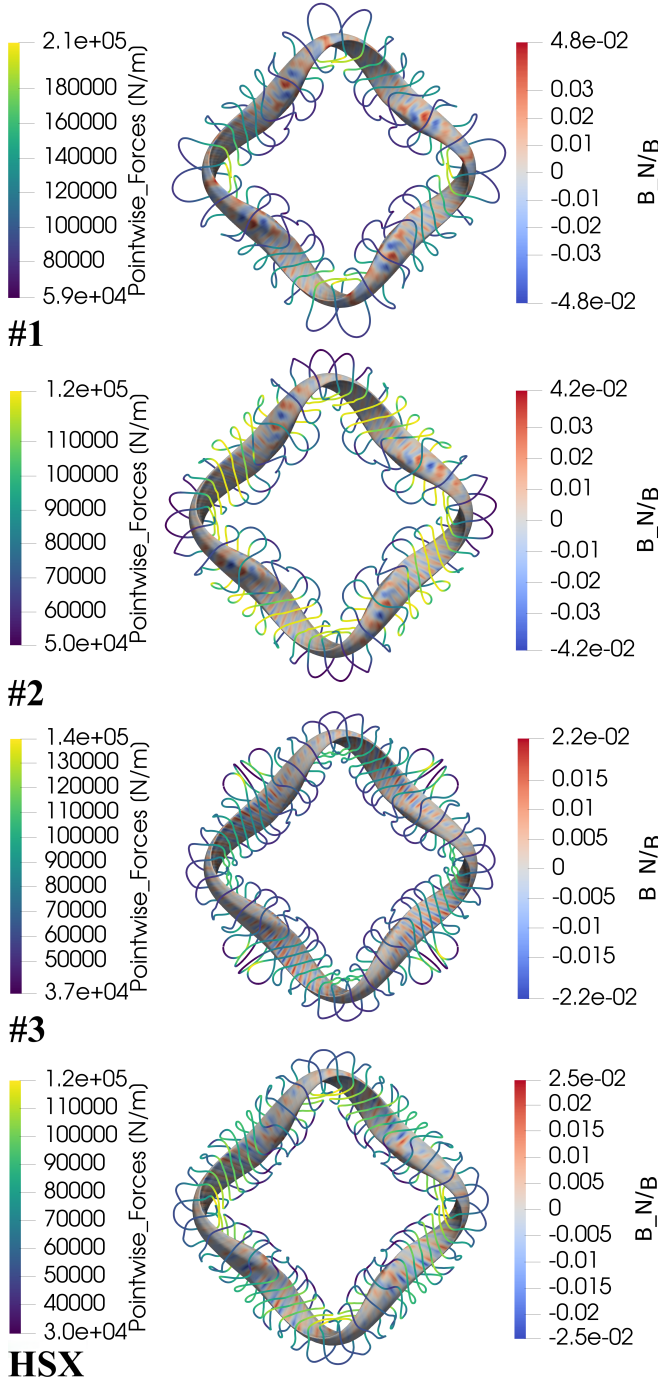 2.1e+05
180000
160000
140000
120000
100000
80000
5.9e+04
Pointwise_Forces (N/m)
4.8e-02
0.03
0.02
0.01
0
-0.01
-0.02
-0.03
-4.8e-02
B_N/B
#1
1.2e+05
110000
100000
90000
80000
70000
60000
5.0e+04
Pointwise_Forces (N/m)
4.2e-02
0.03
0.02
0.01
0
-0.01
-0.02
-0.03
-4.2e-02
B_N/B
#2
1.4e+05
130000
120000
110000
100000
90000
80000
70000
60000
50000
3.7e+04
Pointwise_Forces (N/m)
2.2e-02
0.015
0.01
0.005
0
-0.005
-0.01
-0.015
-2.2e-02
B_N/B
#3
1.2e+05
110000
100000
90000
80000
70000
60000
50000
40000
3.0e+04
Pointwise_Forces (N/m)
2.5e-02
0.02
0.015
0.01
0.005
0
-0.005
-0.01
-0.015
-0.02
-2.5e-02
B_N/B
HSX